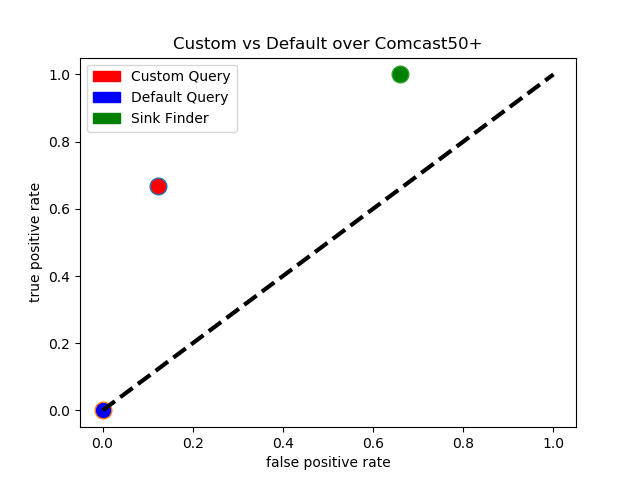 Custom vs Default over Comcast50+
Custom Query
Default Query
Sink Finder
true positive rate
1.0
0.8
0.6
0.4
0.2
0.0
0.0 0.2 0.4 0.6 0.8 1.0
false positive rate